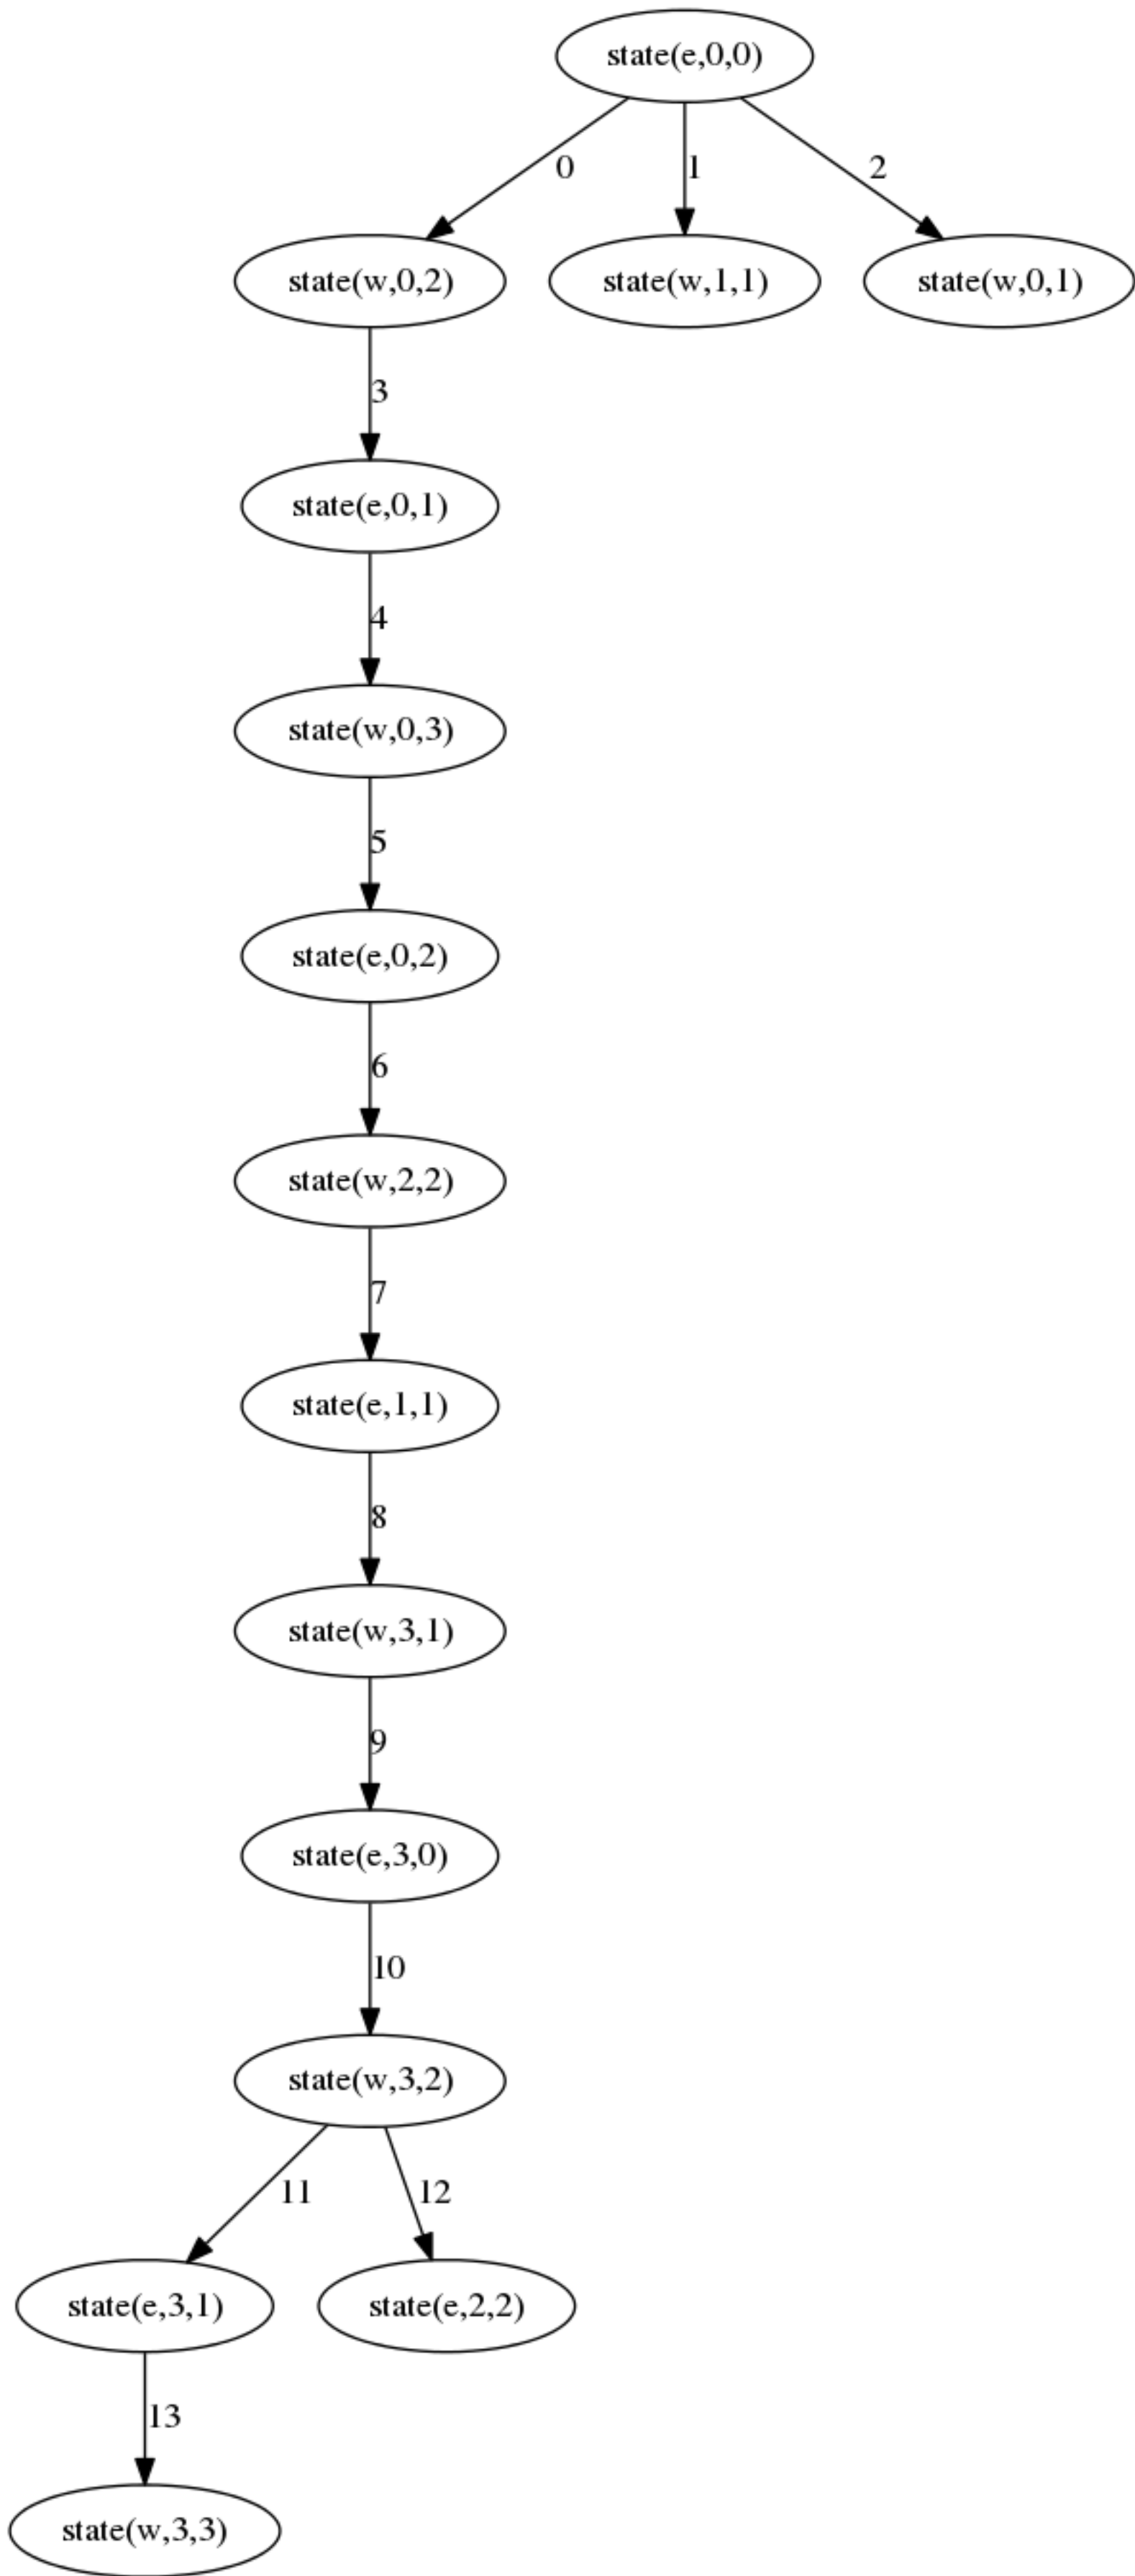 state(e,0,0)
0
1
2
state(w,0,2)
state(w,1,1)
state(w,0,1)
3
state(e,0,1)
4
state(w,0,3)
5
state(e,0,2)
6
state(w,2,2)
7
state(e,1,1)
8
state(w,3,1)
9
state(e,3,0)
10
state(w,3,2)
11
12
state(e,3,1)
state(e,2,2)
13
state(w,3,3)